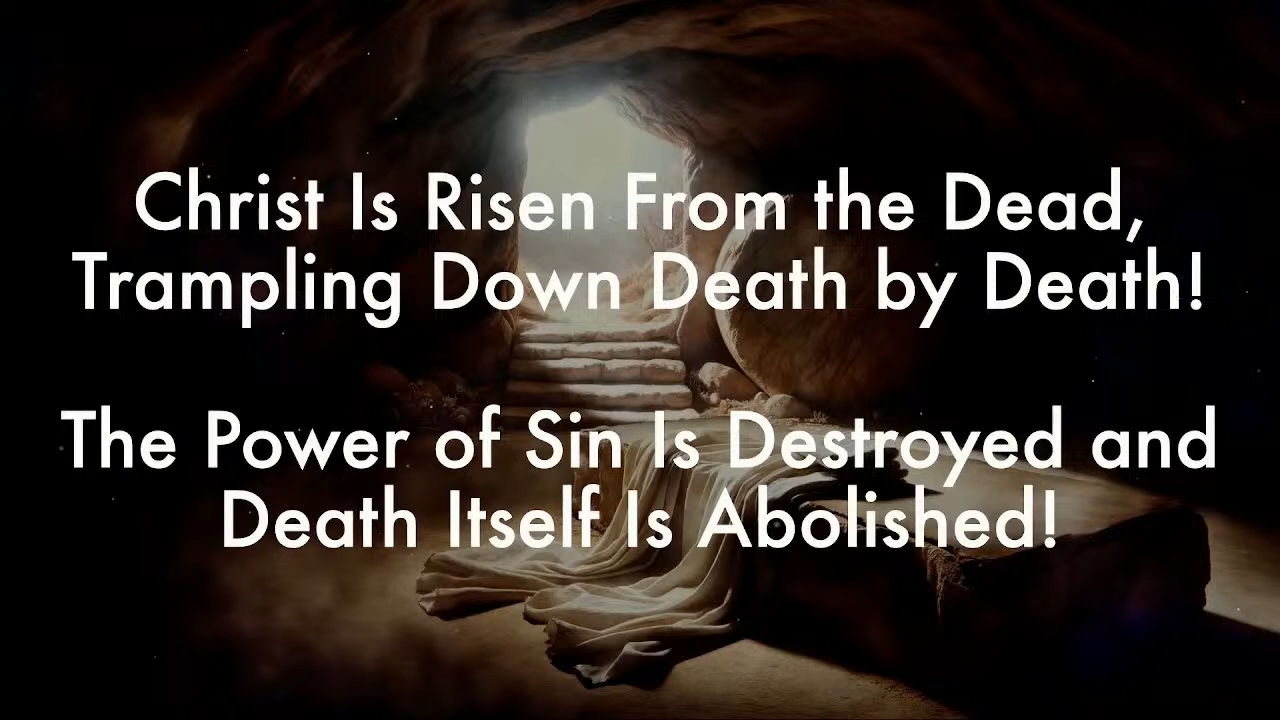 Christ Is Risen From the Dead,
Trampling Down Death by Death!
The Power of Sin Is Destroyed and
Death Itself Is Abolished!